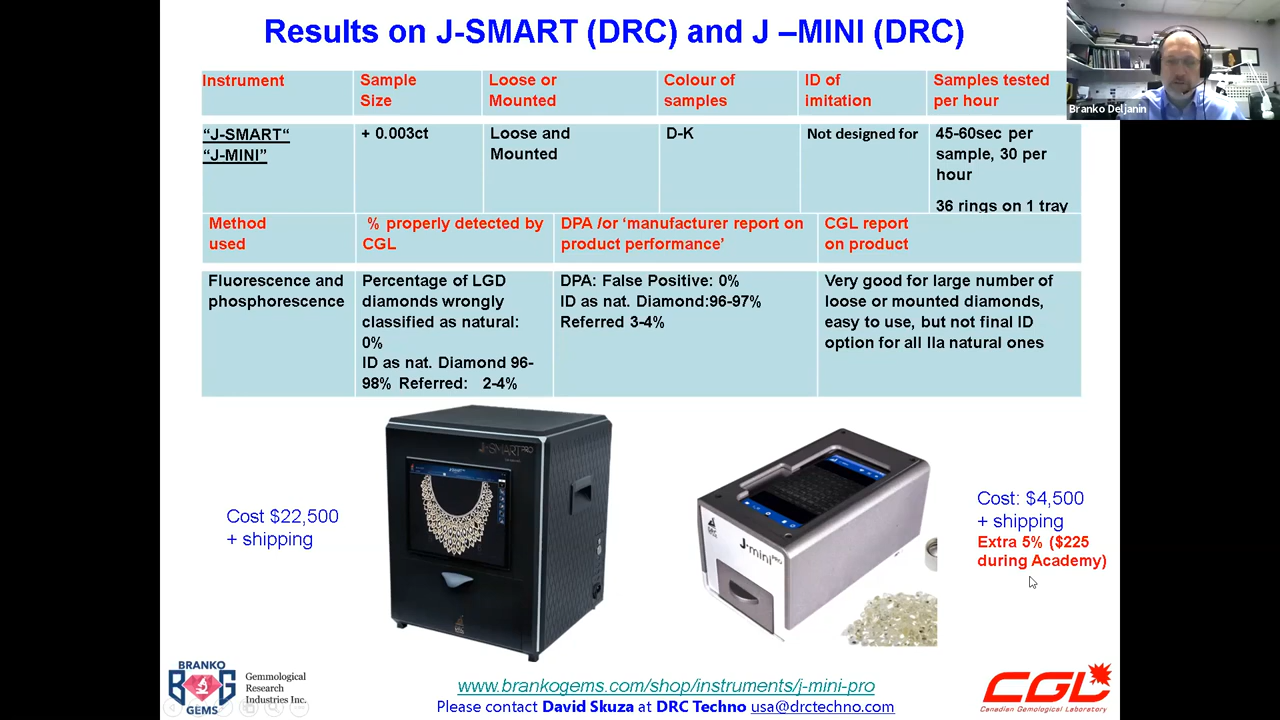 Results on J-SMART (DRC) and J –MINI (DRC)
Branko Deljanin
Instrument
Sample
Size
Loose or
Mounted
Colour of
samples
ID of
imitation
Samples tested
per hour
“J-SMART“
“J-MINI”
+ 0.003ct
Loose and
Mounted
D-K
Not designed for
45-60sec per
sample, 30 per
hour
36 rings on 1 tray
Method
used
% properly detected by
CGL
DPA /or ‘manufacturer report on
product performance’
CGL report
on product
Fluorescence and
phosphorescence
Percentage of LGD
diamonds wrongly
classified as natural:
0%
ID as nat. Diamond 96-
98% Referred: 2-4%
DPA: False Positive: 0%
ID as nat. Diamond:96-97%
Referred 3-4%
Very good for large number of
loose or mounted diamonds,
easy to use, but not final ID
option for all IIa natural ones
Cost $22,500
+ shipping
J-SMART PRO
J-mini PRO
Cost: $4,500
+ shipping
Extra 5% ($225
during Academy)
BRANKO
GEMS
Gemmological
Research
Industries Inc.
www.brankogems.com/shop/instruments/j-mini-pro
Please contact David Skuza at DRC Techno usa@drctechno.com
CGL
Canadian Gemological Laboratory